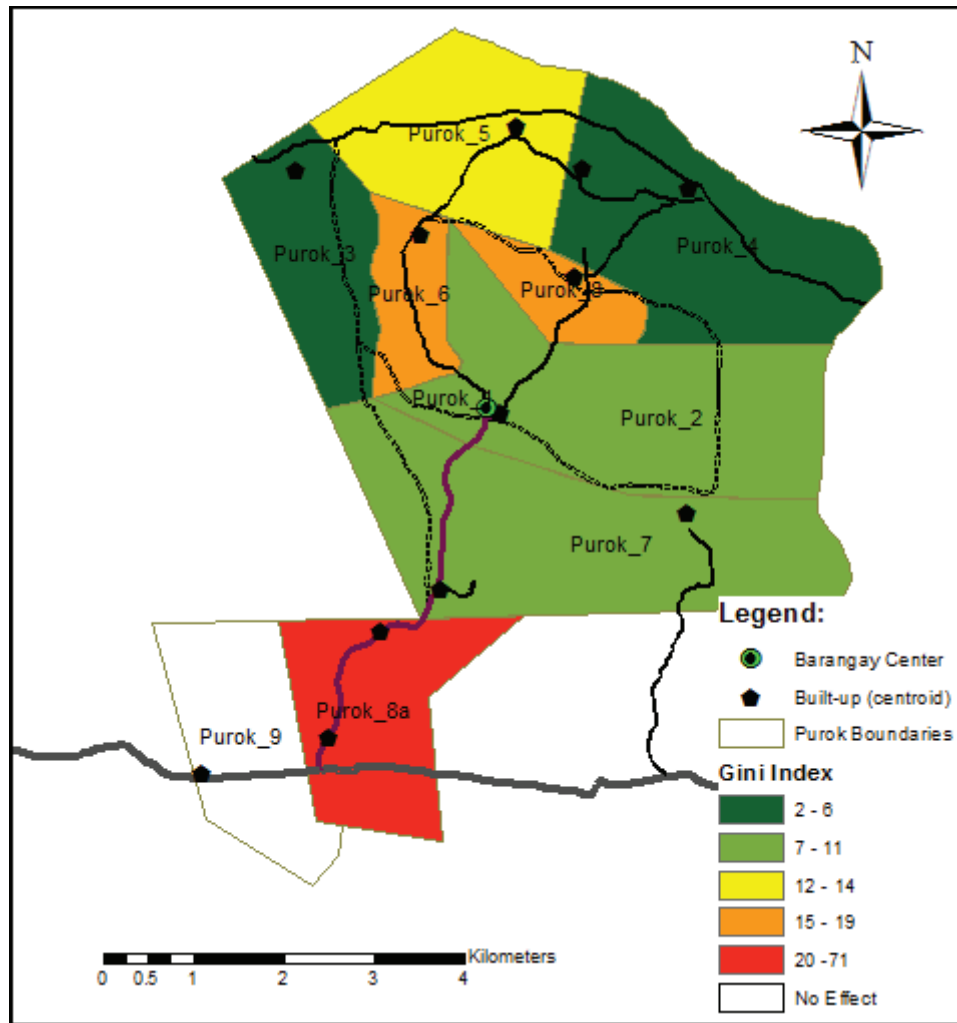 N
Purok_5
Purok_3
Purok_4
Purok_6
Purok_8
Purok_1
Purok_2
Purok_7
Purok_8a
Purok_9
Legend:
Barangay Center
Built-up (centroid)
Purok Boundaries
Gini Index
2 - 6
7 - 11
12 - 14
15 - 19
20 -71
No Effect
Kilometers
0 0.5 1 2 3 4